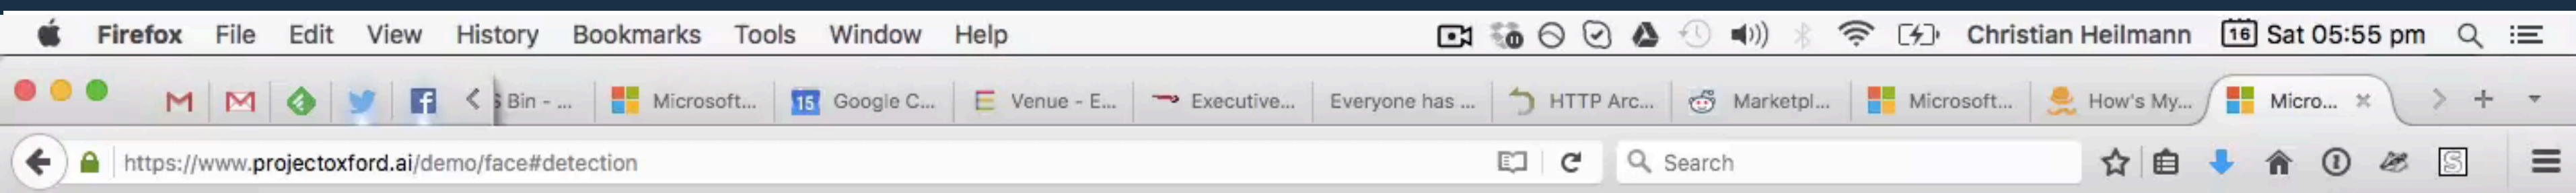 Firefox File Edit View History Bookmarks Tools Window Help Christian Heilmann 16 Sat 05:55 pm
Bin - ... Microsoft... 15 Google C... Venue - E... Executive... Everyone has ... HTTP Arc... Marketpl... Microsoft... How's My... Micro...
https://www.projectoxford.ai/demo/face#detection Search